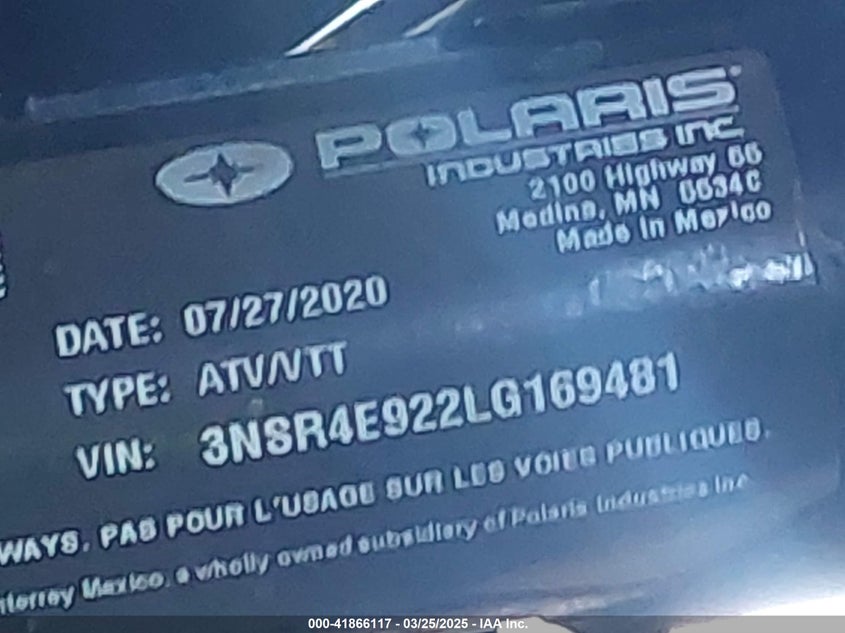 POLARIS
INDUSTRIES INC.
2100 Highway 55
Medina, MN 55340
Made in Mexico
DATE: 07/27/2020
TYPE: ATV/VTT
VIN: 3NSR4E922LG169481
WAYS. PAS POUR L'USAGE SUR LES VOIES PUBLIQUES.
Mexico, a wholly owned subsidiary of Polaris Industries Inc
000-41866117 - 03/25/2025 - IAA Inc.